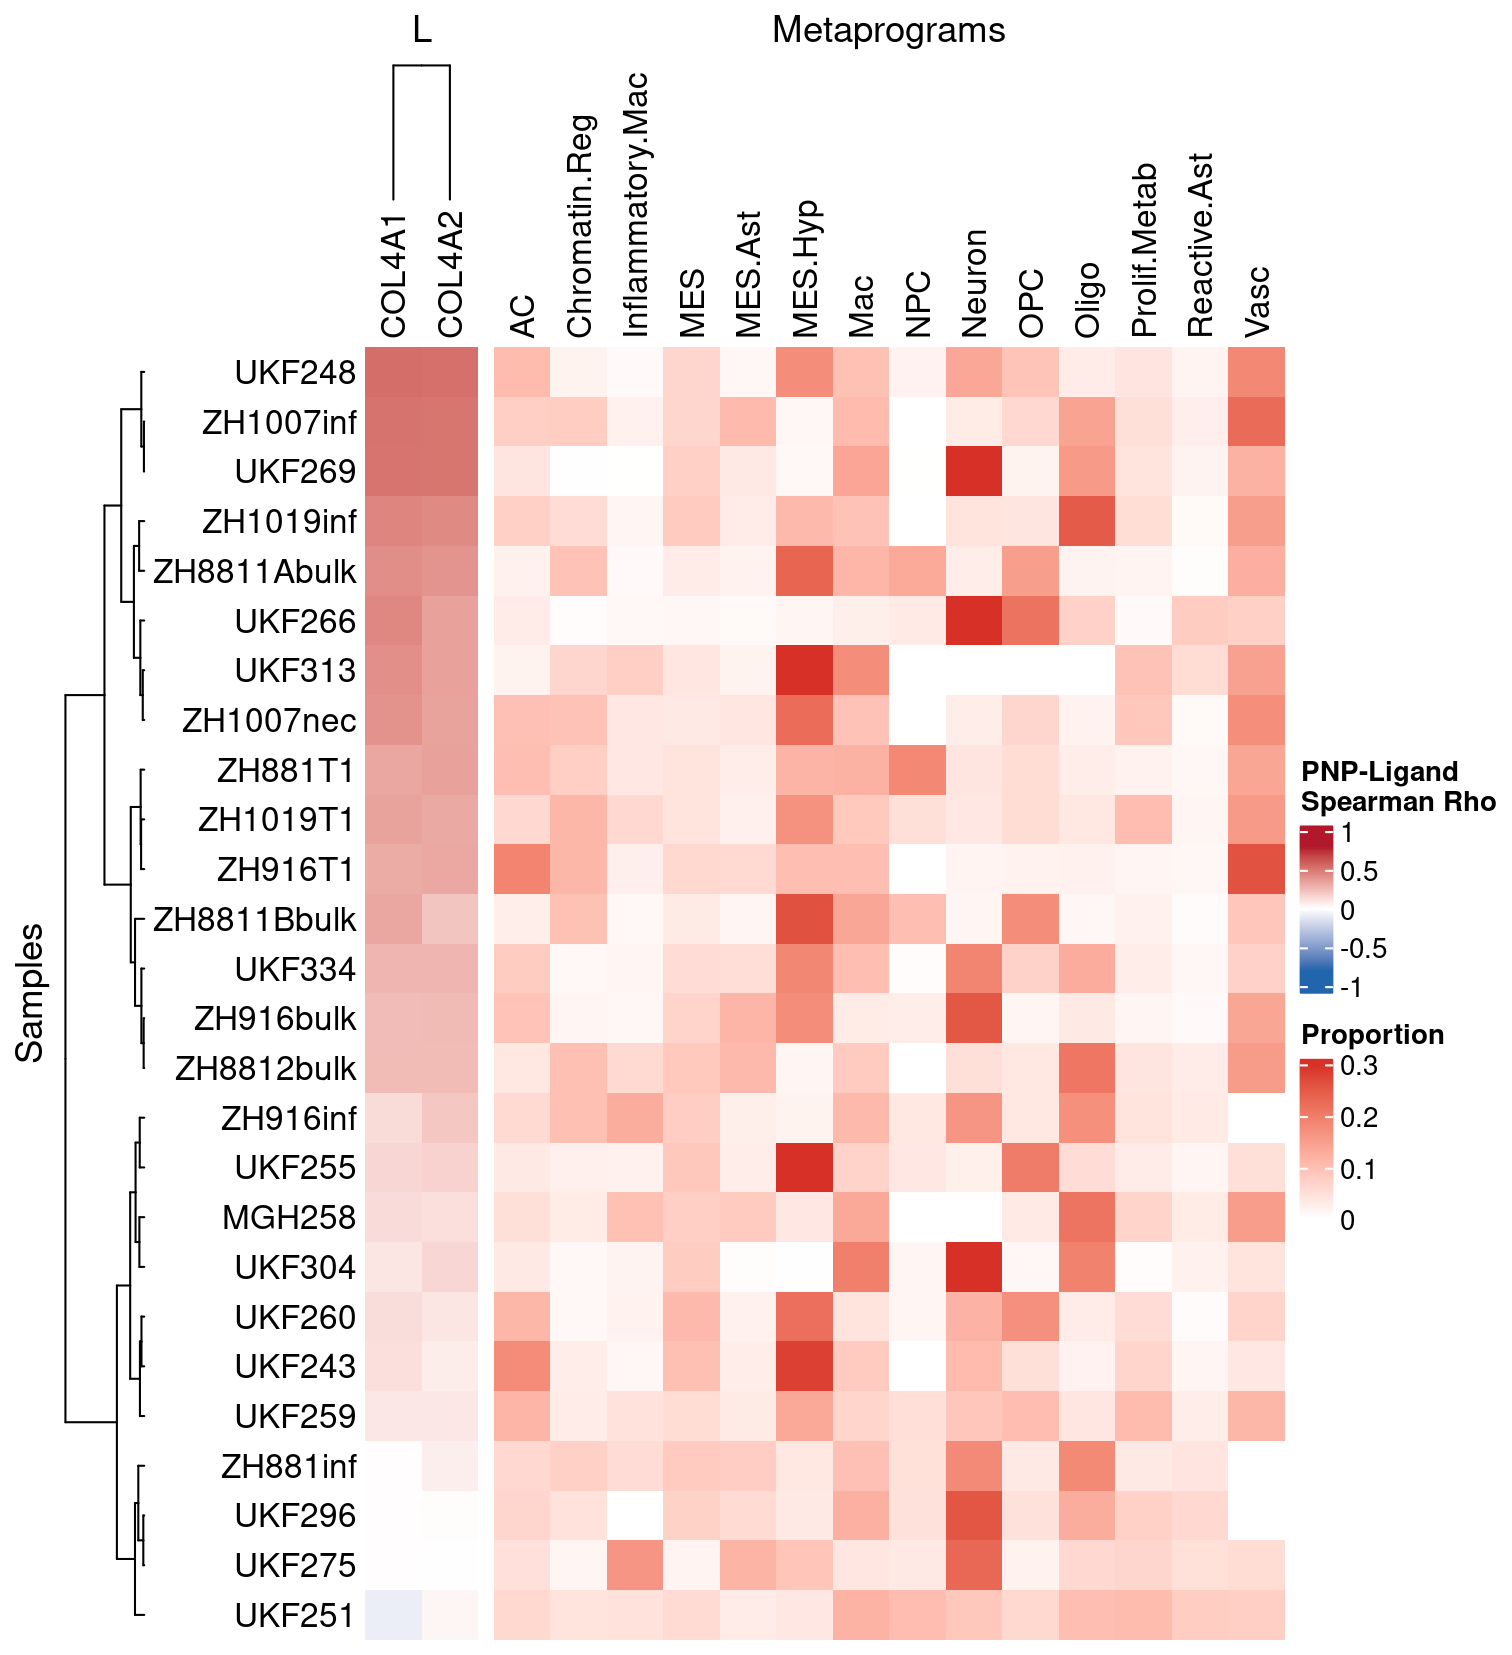 L
Metaprograms
COL4A1
COL4A2
AC
Chromatin.Reg
Inflammatory.Mac
MES
MES.Ast
MES.Hyp
Mac
NPC
Neuron
OPC
Oligo
Prolif.Metab
Reactive.Ast
Vasc
Samples
UKF248
ZH1007inf
UKF269
ZH1019inf
ZH8811Abulk
UKF266
UKF313
ZH1007nec
ZH881T1
ZH1019T1
ZH916T1
ZH8811Bbulk
UKF334
ZH916bulk
ZH8812bulk
ZH916inf
UKF255
MGH258
UKF304
UKF260
UKF243
UKF259
ZH881inf
UKF296
UKF275
UKF251
PNP-Ligand
Spearman Rho
1
0.5
0
-0.5
-1
Proportion
0.3
0.2
0.1
0